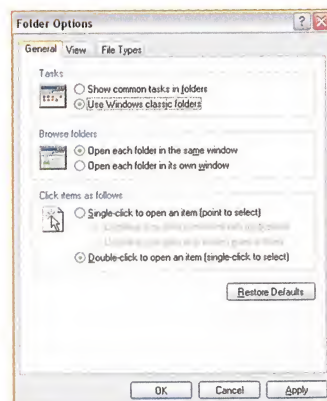 Folder Options
General View File Types
Tasks
Show common tasks in folders
Use Windows classic folders
Browse folders
Open each folder in the same window
Open each folder in its own window
Click items as follows
Single-click to open an item (point to select)
Double-click to open an item (single-click to select)
Restore Defaults
OK Cancel Apply